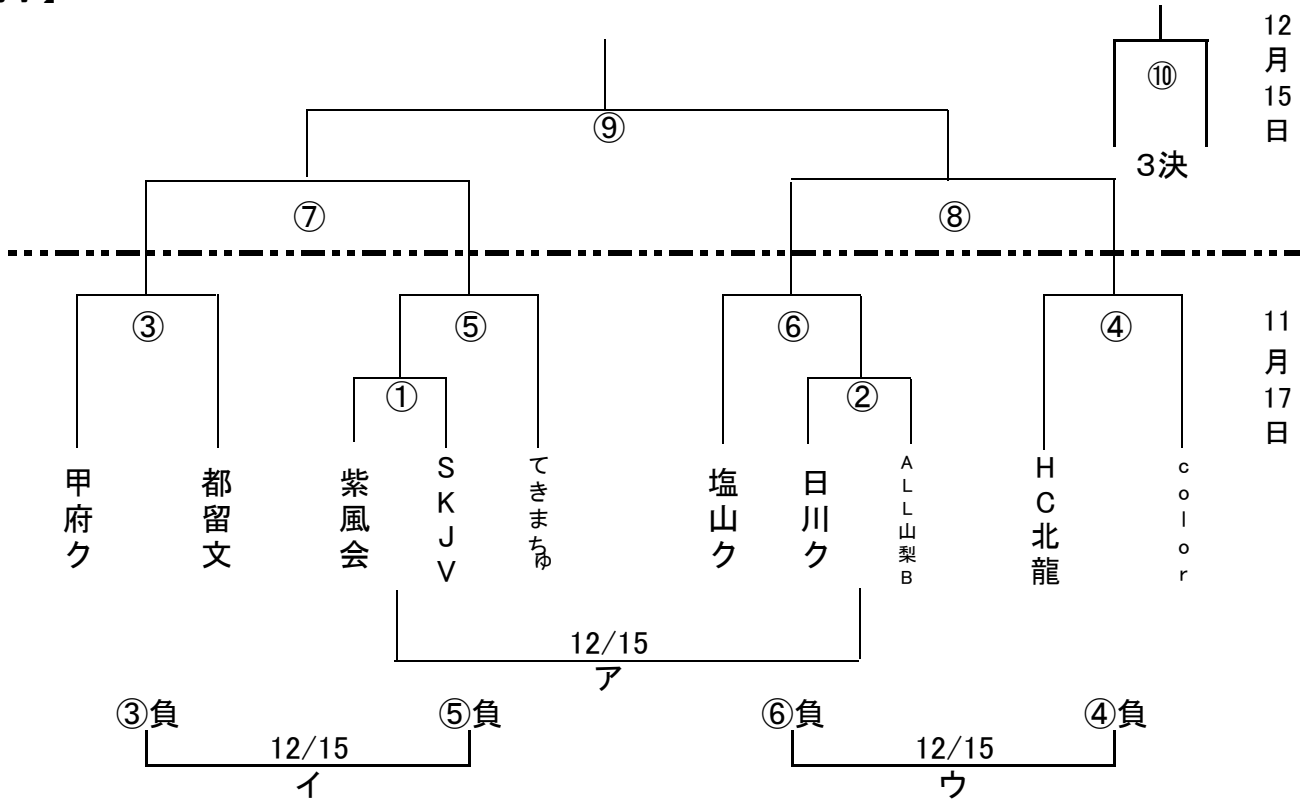 12月15日
⑩
3決
⑨
⑦
⑧
③
⑤
⑥
④
11月17日
①
②
甲府ク
都留文
紫風会
SKJV
てきまちゅ
塩山ク
日川ク
ALL山梨B
HC北龍
color
12/15
ア
③負
⑤負
⑥負
④負
12/15
12/15
イ
ウ